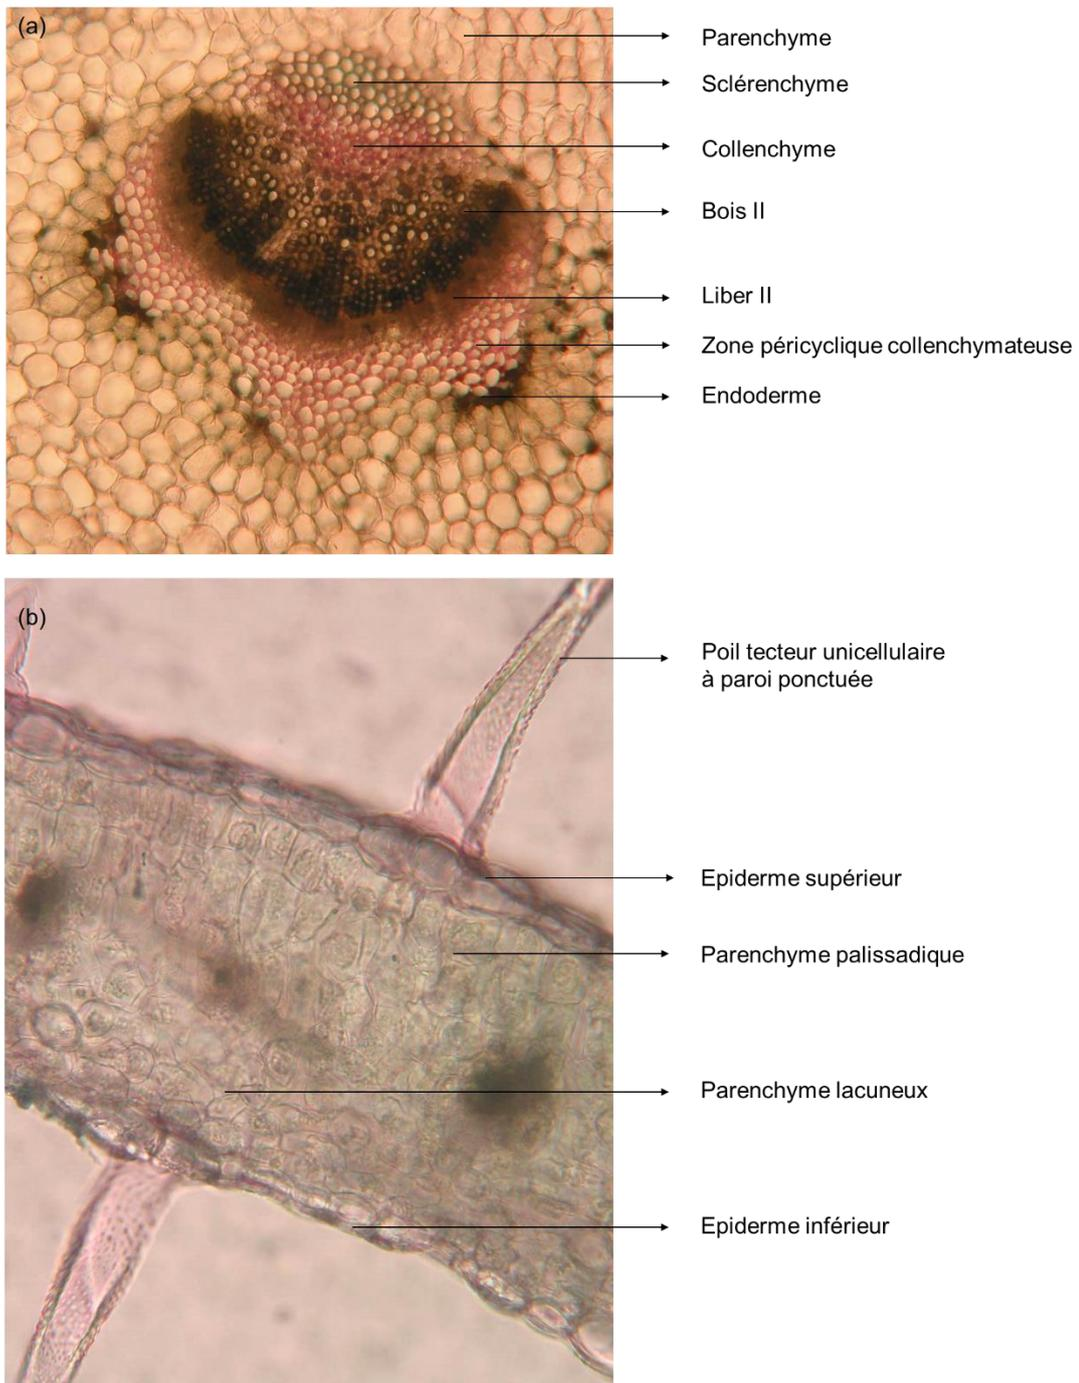 (a)
Parenchyme
Sclérenchyme
Collenchyme
Bois II
Liber II
Zone péricyclique collenchymateuse
Endoderme
(b)
Poil tecteur unicellulaire
à paroi ponctuée
Epiderme supérieur
Parenchyme palissadique
Parenchyme lacuneux
Epiderme inférieur